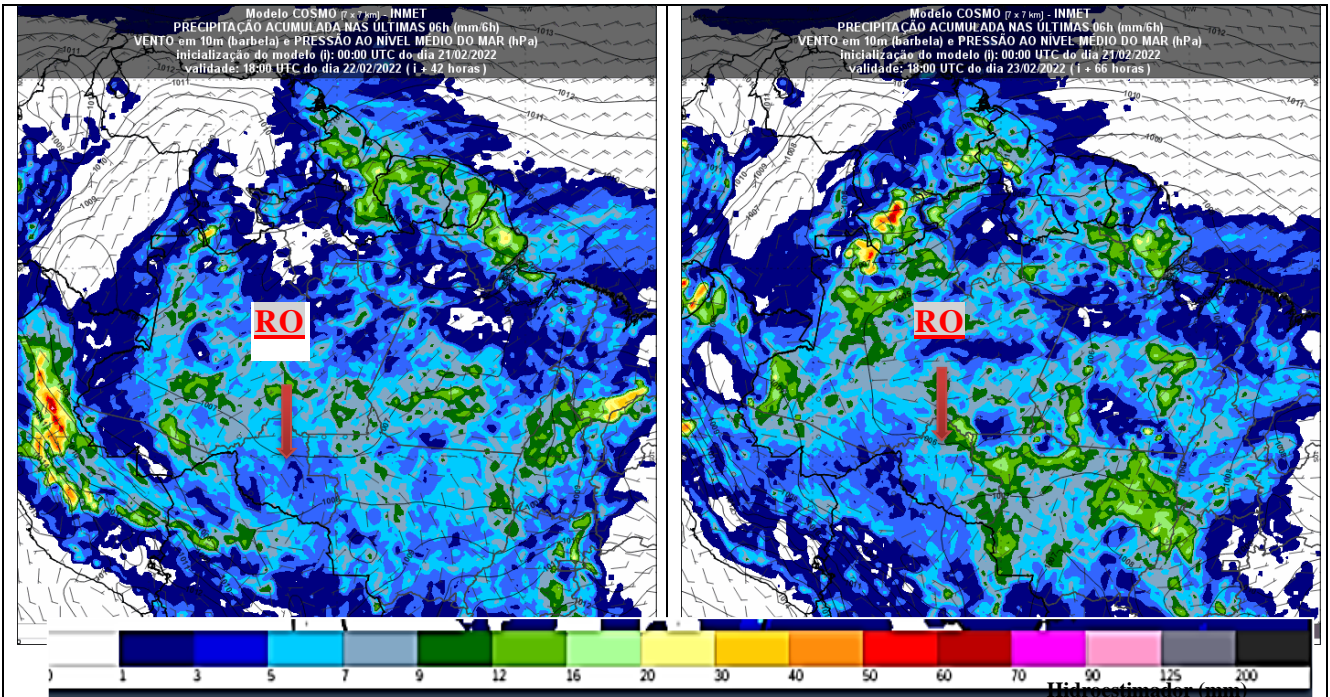 Modelo COSMO [7 x 7 km] - INMET
PRECIPITAÇÃO ACUMULADA NAS ÚLTIMAS 06h (mm/6h)
VENTO em 10m (barbela) e PRESSÃO AO NÍVEL MÉDIO DO MAR (hPa)
inicialização do modelo (i): 00:00 UTC do dia 21/02/2022
validade: 18:00 UTC do dia 22/02/2022 ( i + 42 horas )
RO
Modelo COSMO [7 x 7 km] - INMET
PRECIPITAÇÃO ACUMULADA NAS ÚLTIMAS 06h (mm/6h)
VENTO em 10m (barbela) e PRESSÃO AO NÍVEL MÉDIO DO MAR (hPa)
inicialização do modelo (i): 00:00 UTC do dia 21/02/2022
validade: 18:00 UTC do dia 23/02/2022 ( i + 66 horas )
RO
0 1 3 5 7 9 12 16 20 30 40 50 60 70 90 125 200
Hidroestimador (mm)